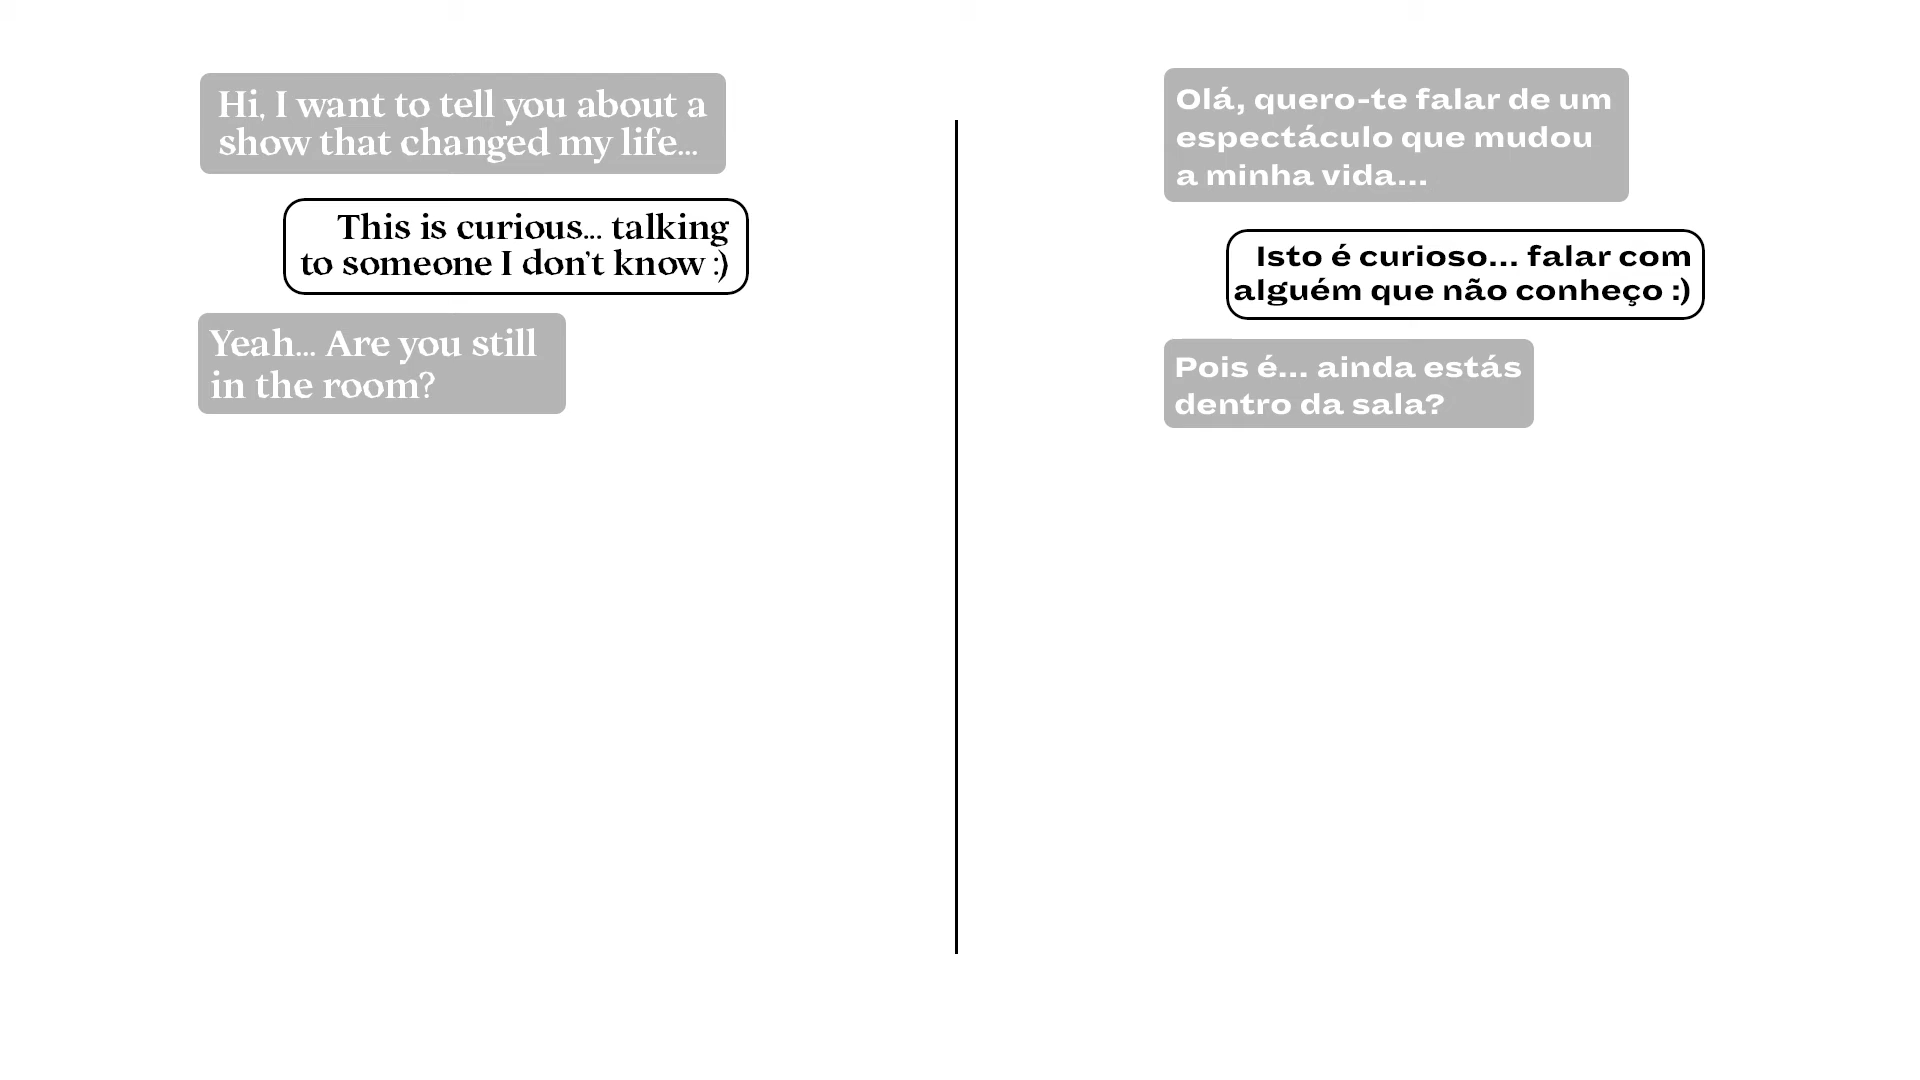 Hi, I want to tell you about a
show that changed my life...
This is curious... talking
to someone I don't know :)
Yeah... Are you still
in the room?
Olá, quero-te falar de um
espectáculo que mudou
a minha vida...
Isto é curioso... falar com
alguém que não conheço :)
Pois é... ainda estás
dentro da sala?